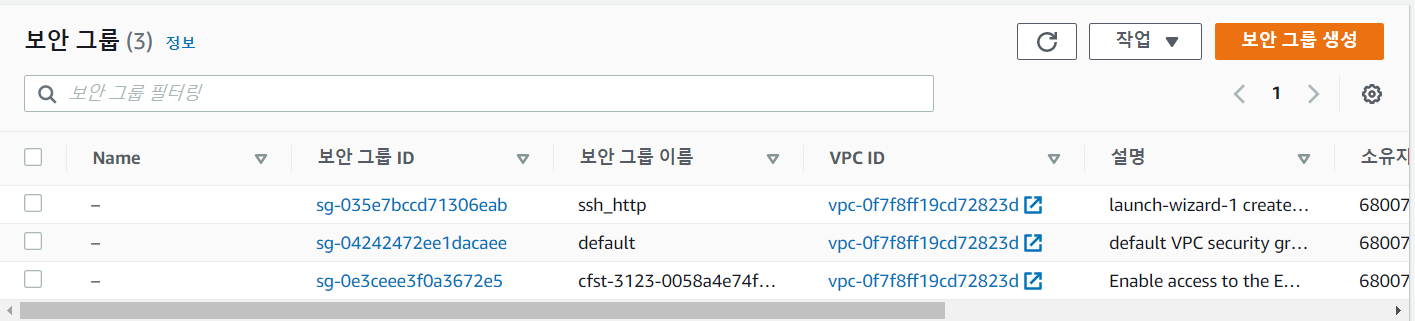 보안 그룹 (3) 정보
작업 보안 그룹 생성
보안 그룹 필터링
1
Name 보안 그룹 ID 보안 그룹 이름 VPC ID 설명 소유자
– sg-035e7bccd71306eab ssh_http vpc-0f7f8ff19cd72823d launch-wizard-1 create… 68007
– sg-04242472ee1dacaee default vpc-0f7f8ff19cd72823d default VPC security gr… 68007
– sg-0e3ceee3f0a3672e5 cfst-3123-0058a4e74f… vpc-0f7f8ff19cd72823d Enable access to the E… 68007